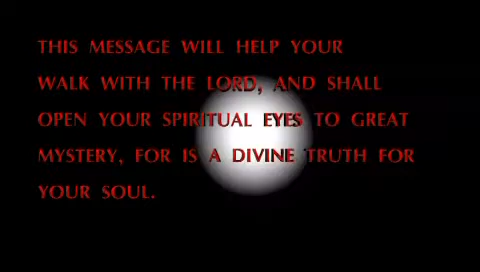 THIS MESSAGE WILL HELP YOUR
WALK WITH THE LORD, AND SHALL
OPEN YOUR SPIRITUAL EYES TO GREAT
MYSTERY, FOR IS A DIVINE TRUTH FOR
YOUR SOUL.